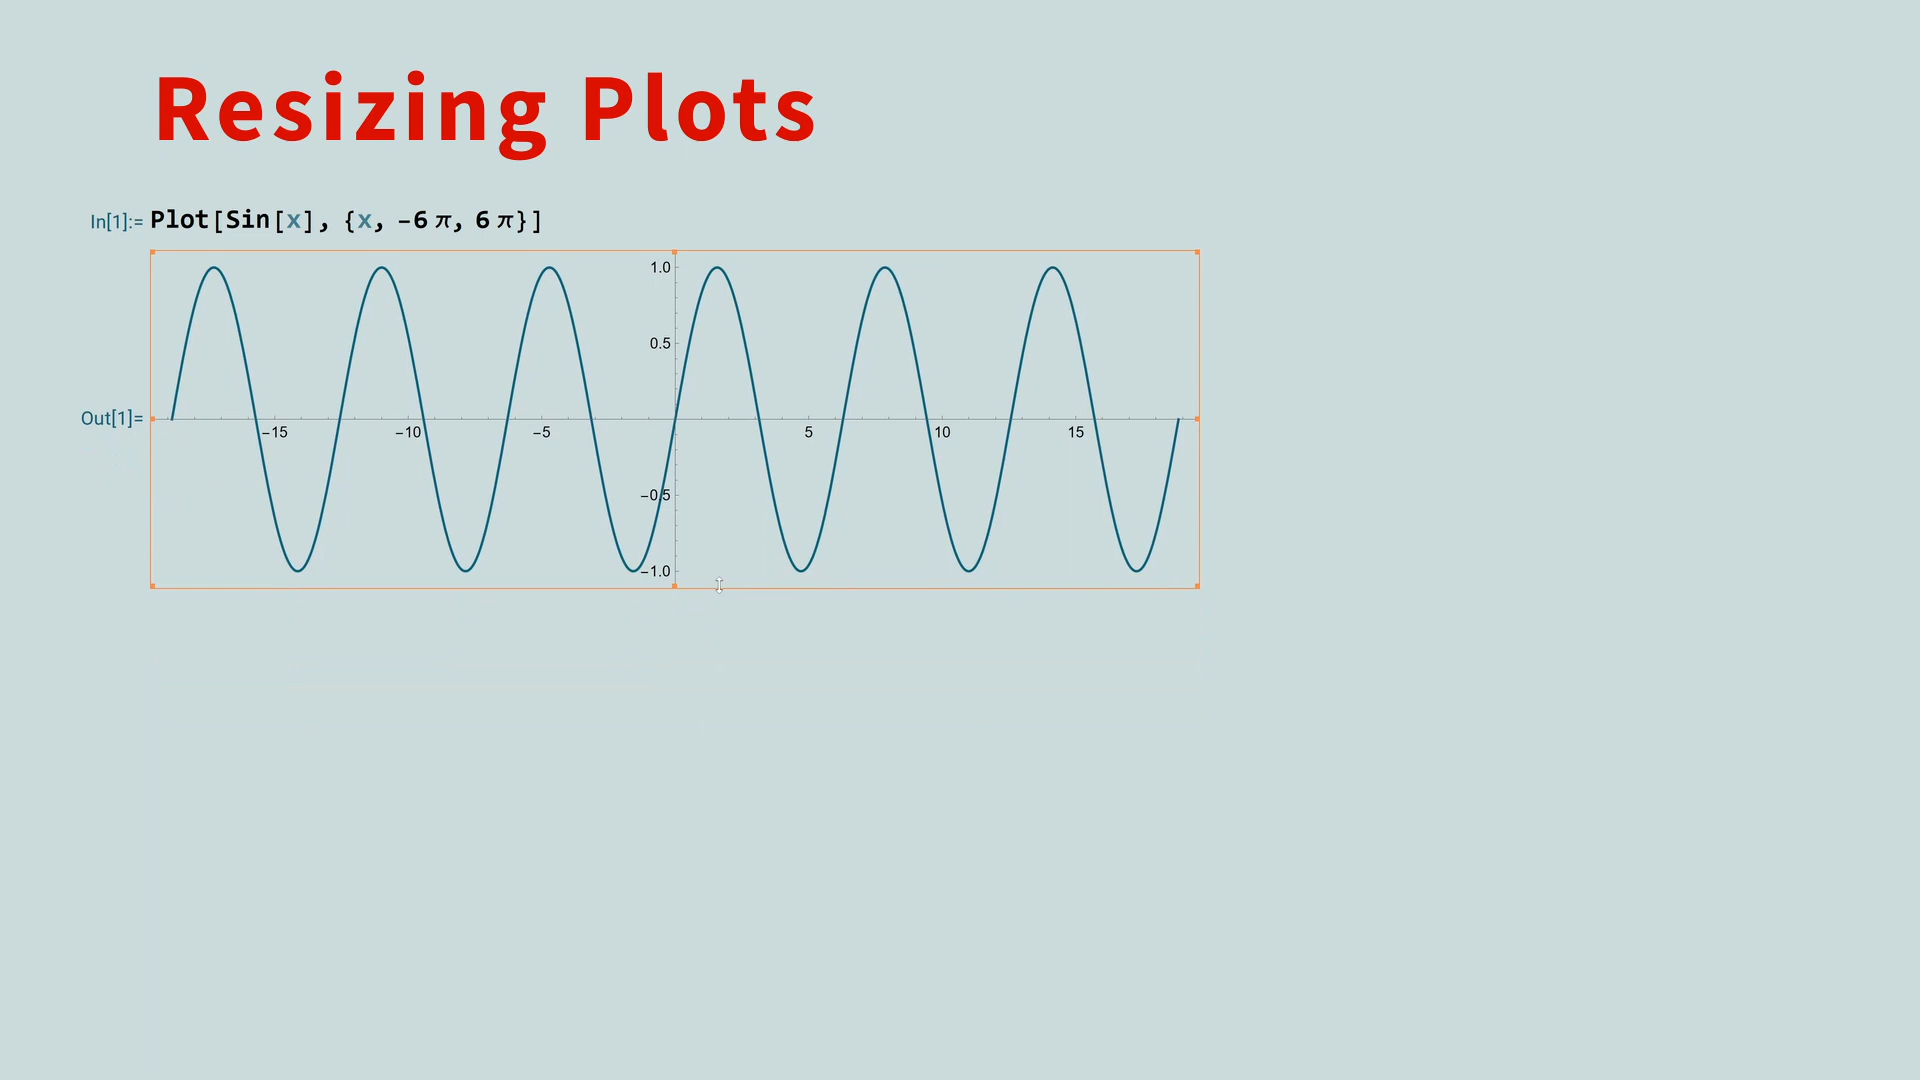 Resizing Plots
In[1]:= Plot[Sin[x], {x, -6 π, 6 π}]
1.0
0.5
Out[1]=
-15 -10 -5 5 10 15
-0.5
-1.0